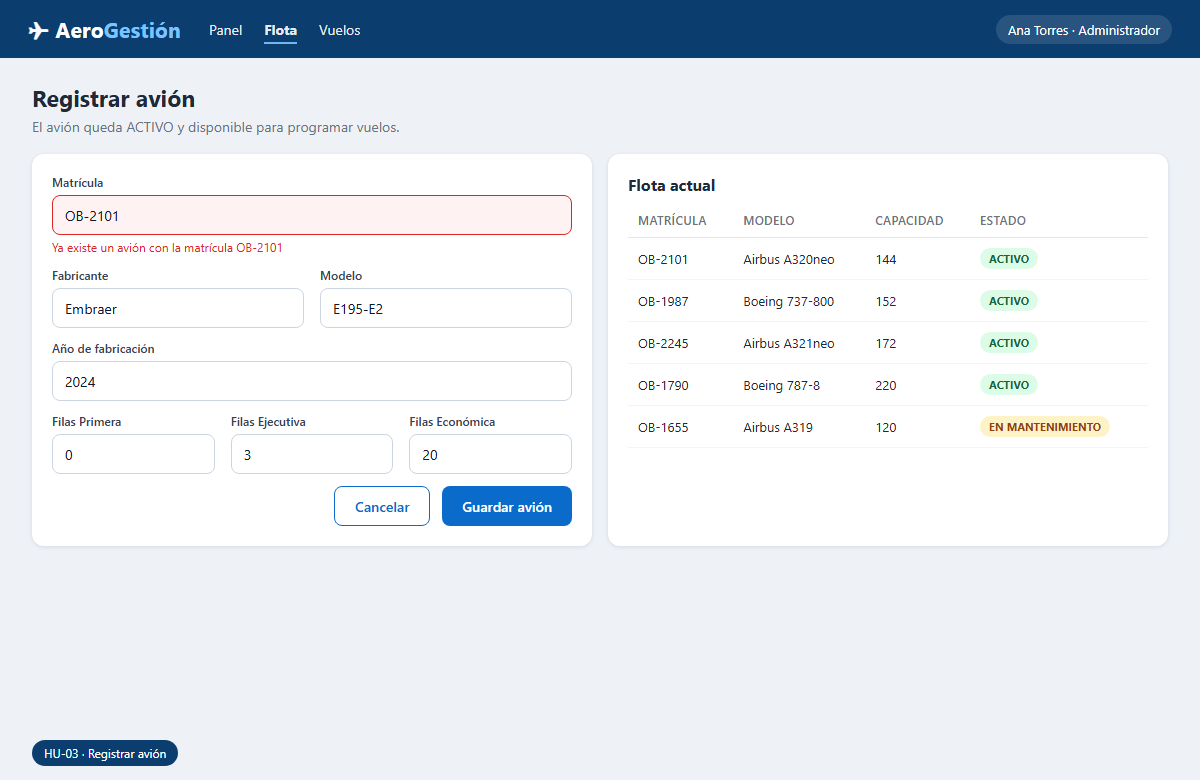 AeroGestión Panel Flota Vuelos Ana Torres · Administrador
Registrar avión
El avión queda ACTIVO y disponible para programar vuelos.
Matrícula
OB-2101
Ya existe un avión con la matrícula OB-2101
Fabricante Modelo
Embraer E195-E2
Año de fabricación
2024
Filas Primera Filas Ejecutiva Filas Económica
0 3 20
Cancelar Guardar avión
Flota actual
MATRÍCULA MODELO CAPACIDAD ESTADO
OB-2101 Airbus A320neo 144 ACTIVO
OB-1987 Boeing 737-800 152 ACTIVO
OB-2245 Airbus A321neo 172 ACTIVO
OB-1790 Boeing 787-8 220 ACTIVO
OB-1655 Airbus A319 120 EN MANTENIMIENTO
HU-03 · Registrar avión